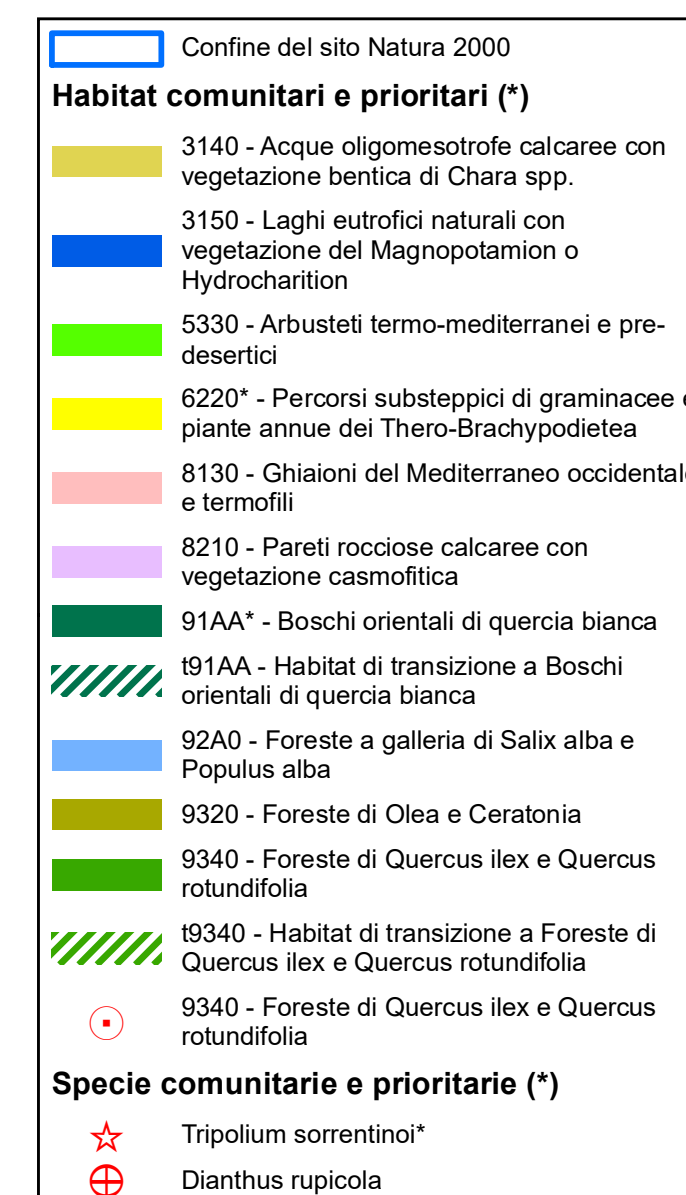 Confine del sito Natura 2000
Habitat comunitari e prioritari (*)
3140 - Acque oligomesotrofe calcaree con
vegetazione bentica di Chara spp.
3150 - Laghi eutrofici naturali con
vegetazione del Magnopotamion o
Hydrocharition
5330 - Arbusteti termo-mediterranei e pre-
desertici
6220* - Percorsi substeppici di graminacee e
piante annue dei Thero-Brachypodietea
8130 - Ghiaioni del Mediterraneo occidentale
e termofili
8210 - Pareti rocciose calcaree con
vegetazione casmofitica
91AA* - Boschi orientali di quercia bianca
t91AA - Habitat di transizione a Boschi
orientali di quercia bianca
92A0 - Foreste a galleria di Salix alba e
Populus alba
9320 - Foreste di Olea e Ceratonia
9340 - Foreste di Quercus ilex e Quercus
rotundifolia
t9340 - Habitat di transizione a Foreste di
Quercus ilex e Quercus rotundifolia
9340 - Foreste di Quercus ilex e Quercus
rotundifolia
Specie comunitarie e prioritarie (*)
Tripolium sorrentinoi*
Dianthus rupicola